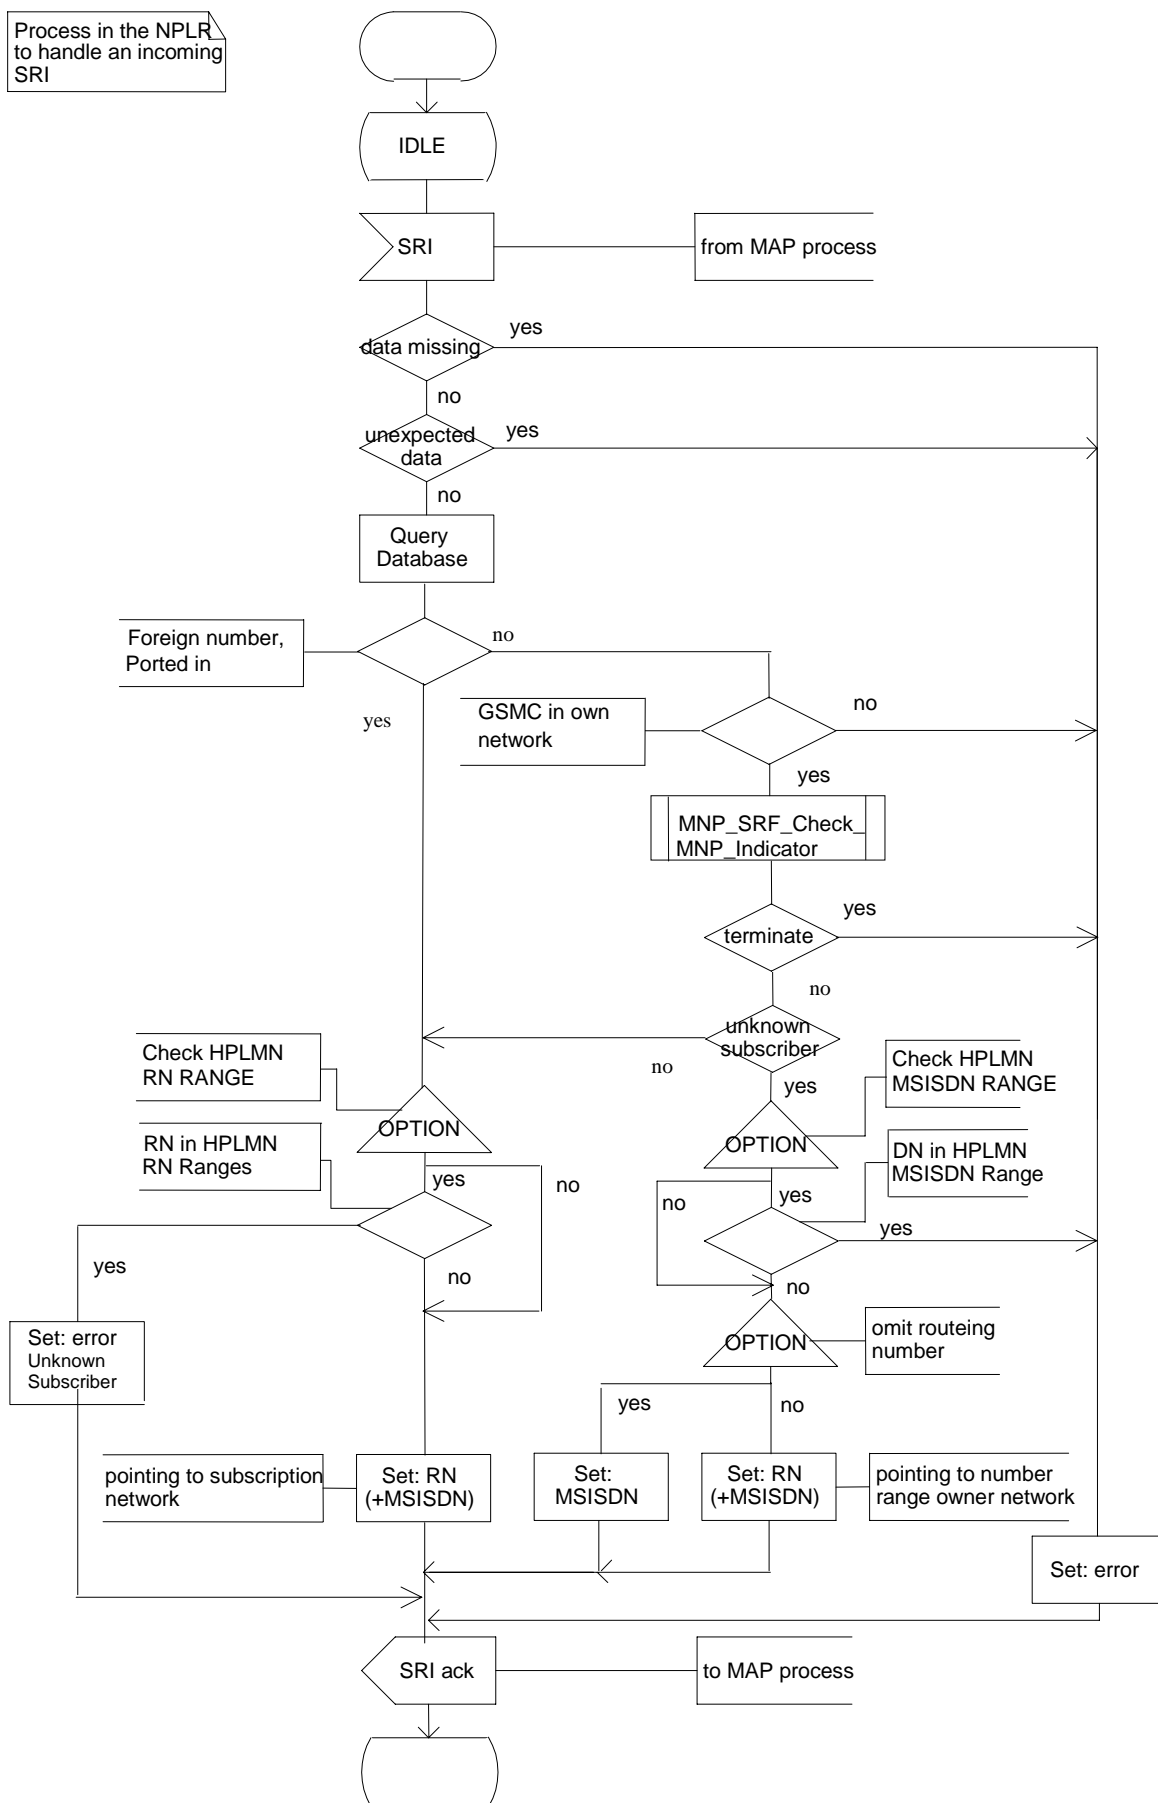 Process in the NPLR
to handle an incoming
SRI
IDLE
SRI
from MAP process
yes
data missing
no
yes
unexpected
data
no
Query
Database
Foreign number,
Ported in
no
yes
GSMC in own
network
no
yes
MNP_SRF_Check_
MNP_Indicator
yes
terminate
no
unknown
subscriber
no
yes
Check HPLMN
RN RANGE
OPTION
Check HPLMN
MSISDN RANGE
OPTION
RN in HPLMN
RN Ranges
yes
no
DN in HPLMN
MSISDN Range
yes
no
yes
yes
no
no
Set: error
Unknown
Subscriber
OPTION
omit routeing
number
yes
no
pointing to subscription
network
Set: RN
(+MSISDN)
Set:
MSISDN
Set: RN
(+MSISDN)
pointing to number
range owner network
Set: error
SRI ack
to MAP process